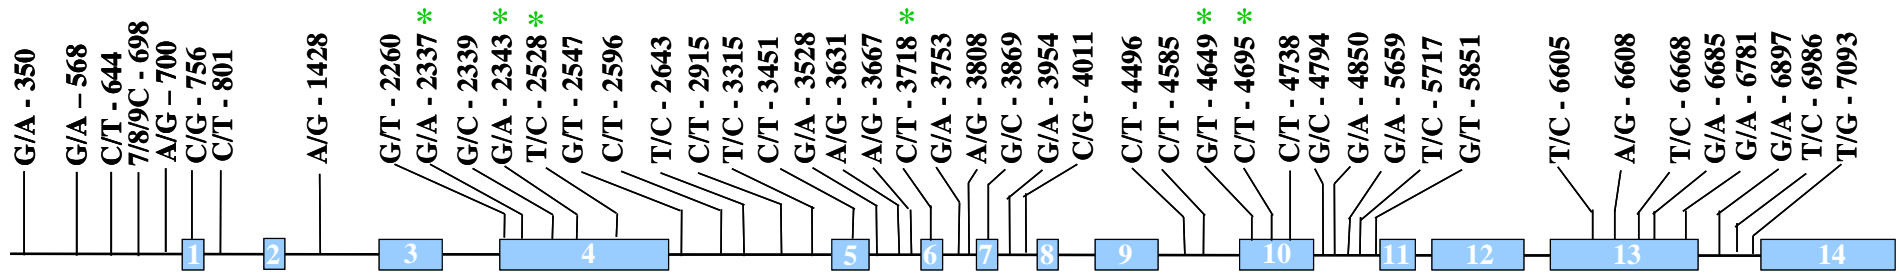 * * * * * *
G/A - 350
G/A – 568
C/T - 644
7/8/9C - 698
A/G – 700
C/G - 756
C/T - 801
A/G - 1428
G/T - 2260
G/A - 2337
G/C - 2339
G/A - 2343
T/C - 2528
G/T - 2547
C/T - 2596
T/C - 2643
C/T - 2915
T/C - 3315
C/T - 3451
G/A - 3528
A/G - 3631
A/G - 3667
C/T - 3718
G/A - 3753
A/G - 3808
G/C - 3869
G/A - 3954
C/G - 4011
C/T - 4496
C/T - 4585
G/T - 4649
C/T - 4695
C/T - 4738
G/C - 4794
G/A - 4850
G/A - 5659
T/C - 5717
G/T - 5851
T/C - 6605
A/G - 6608
T/C - 6668
G/A - 6685
G/A - 6781
G/A - 6897
T/C - 6986
T/G - 7093
1 2 3 4 5 6 7 8 9 10 11 12 13 14